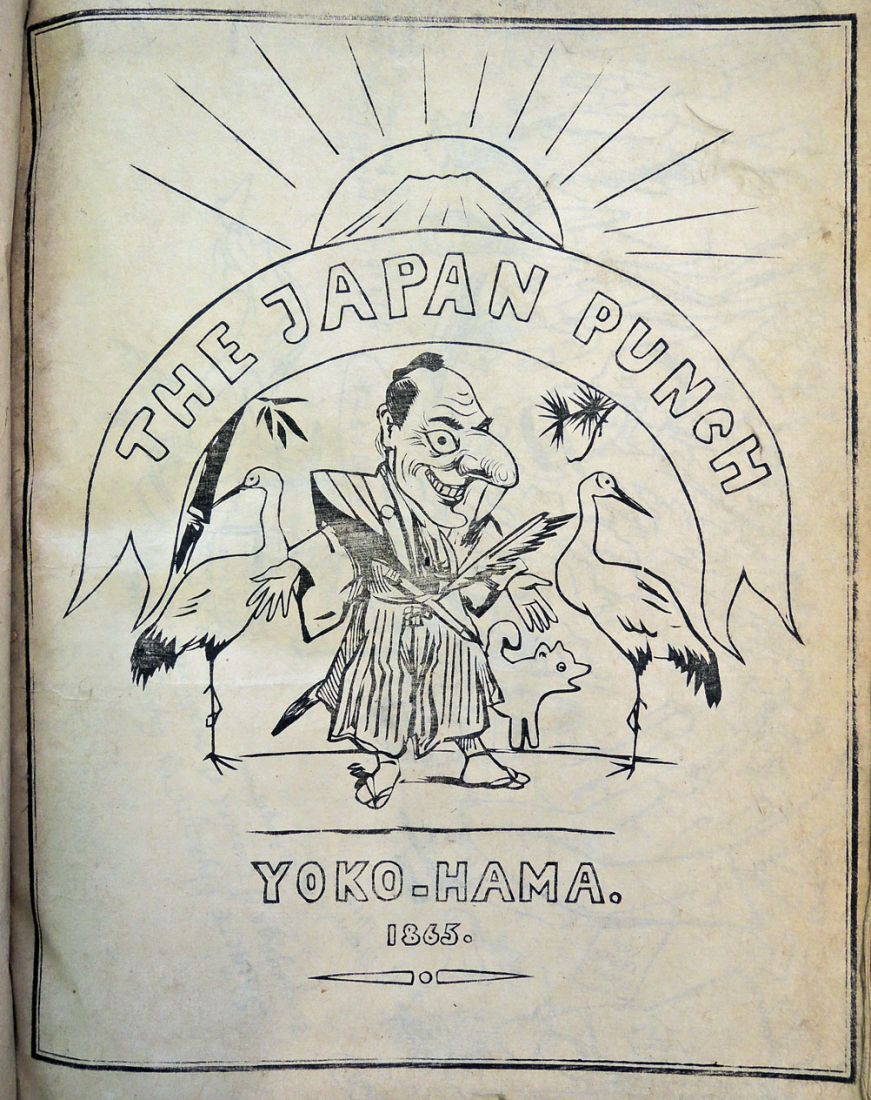 THE JAPAN PUNCH
YOKO-HAMA.
1865.